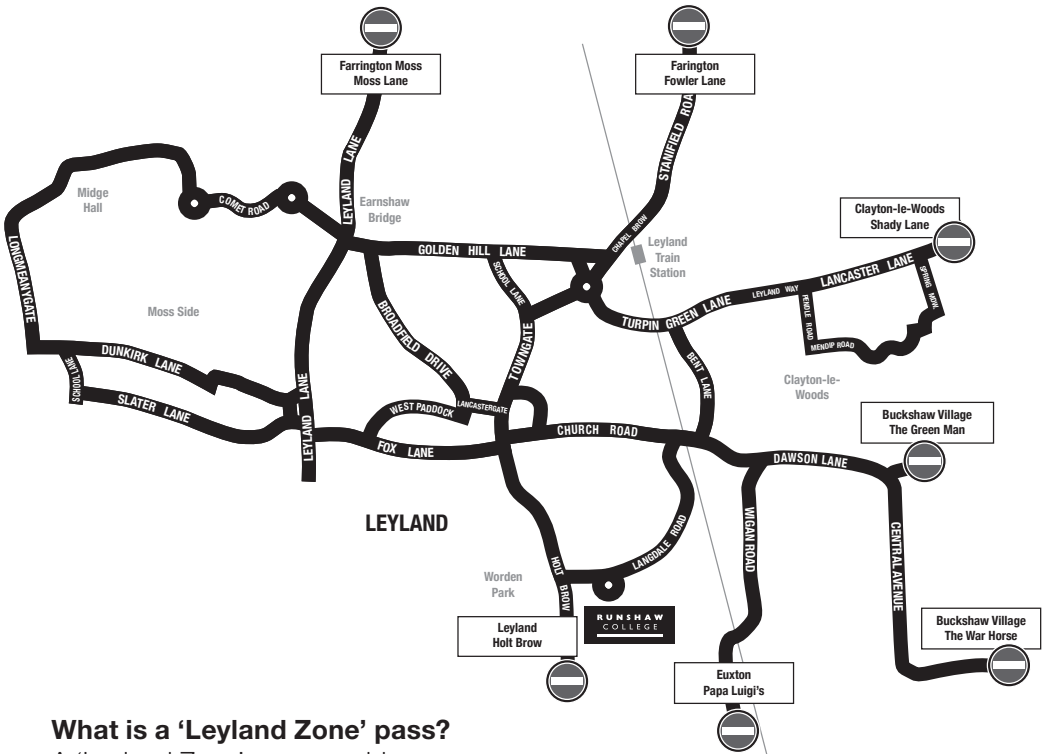 Farrington Moss
Moss Lane
Farington
Fowler Lane
LEYLAND LANE
STANIFIELD ROA
Midge
Hall
COMET ROAD
Earnshaw
Bridge
CHAPEL BROW
Clayton-le-Woods
Shady Lane
LONGMEANYGATE
GOLDEN HILL LANE
Leyland
Train
Station
SCHOOL LANE
LEYLAND WAY
LANCASTER LANE
SPRING MDW.
Moss Side
BROADFIELD DRIVE
TOWNGATE
TURPIN GREEN LANE
PENDLE ROAD
MENDIP ROAD
DUNKIRK LANE
SCHOOL LANE
SLATER LANE
LEYLAND LANE
WEST PADDOCK
LANCASTERGATE
BENT LANE
Clayton-le-
Woods
FOX LANE
CHURCH ROAD
Buckshaw Village
The Green Man
DAWSON LANE
LEYLAND
WIGAN ROAD
CENTRAL AVENUE
LANGDALE ROAD
HOLT BROW
Worden
Park
RUNSHAW
COLLEGE
Leyland
Holt Brow
Buckshaw Village
The War Horse
Euxton
Papa Luigi's
What is a ‘Leyland Zone’ pass?